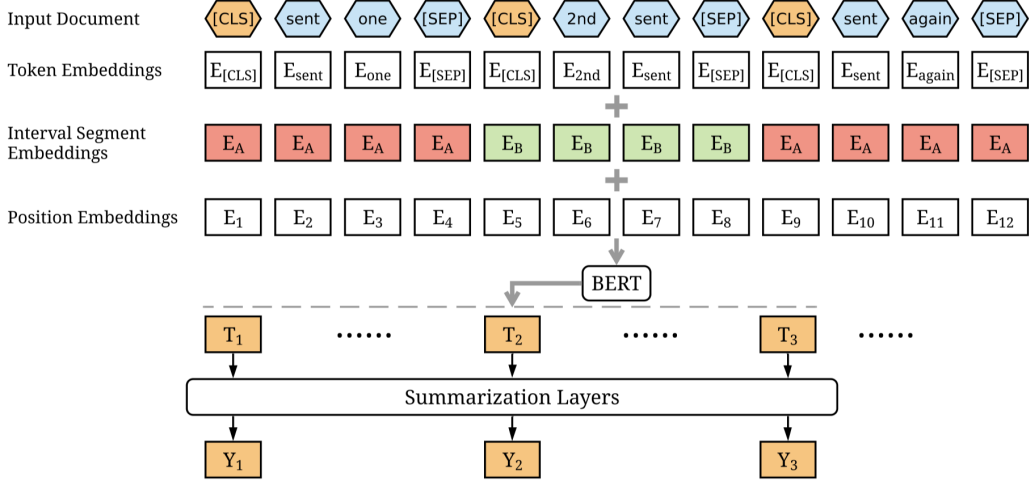 Input Document [CLS] sent one [SEP] [CLS] 2nd sent [SEP] [CLS] sent again [SEP]
Token Embeddings E[CLS] Esent Eone E[SEP] E[CLS] E2nd Esent E[SEP] E[CLS] Esent Eagain E[SEP]
+
Interval Segment
Embeddings EA EA EA EA EB EB EB EB EA EA EA EA
+
Position Embeddings E1 E2 E3 E4 E5 E6 E7 E8 E9 E10 E11 E12
BERT
T1 ...... T2 ...... T3 ......
Summarization Layers
Y1 Y2 Y3